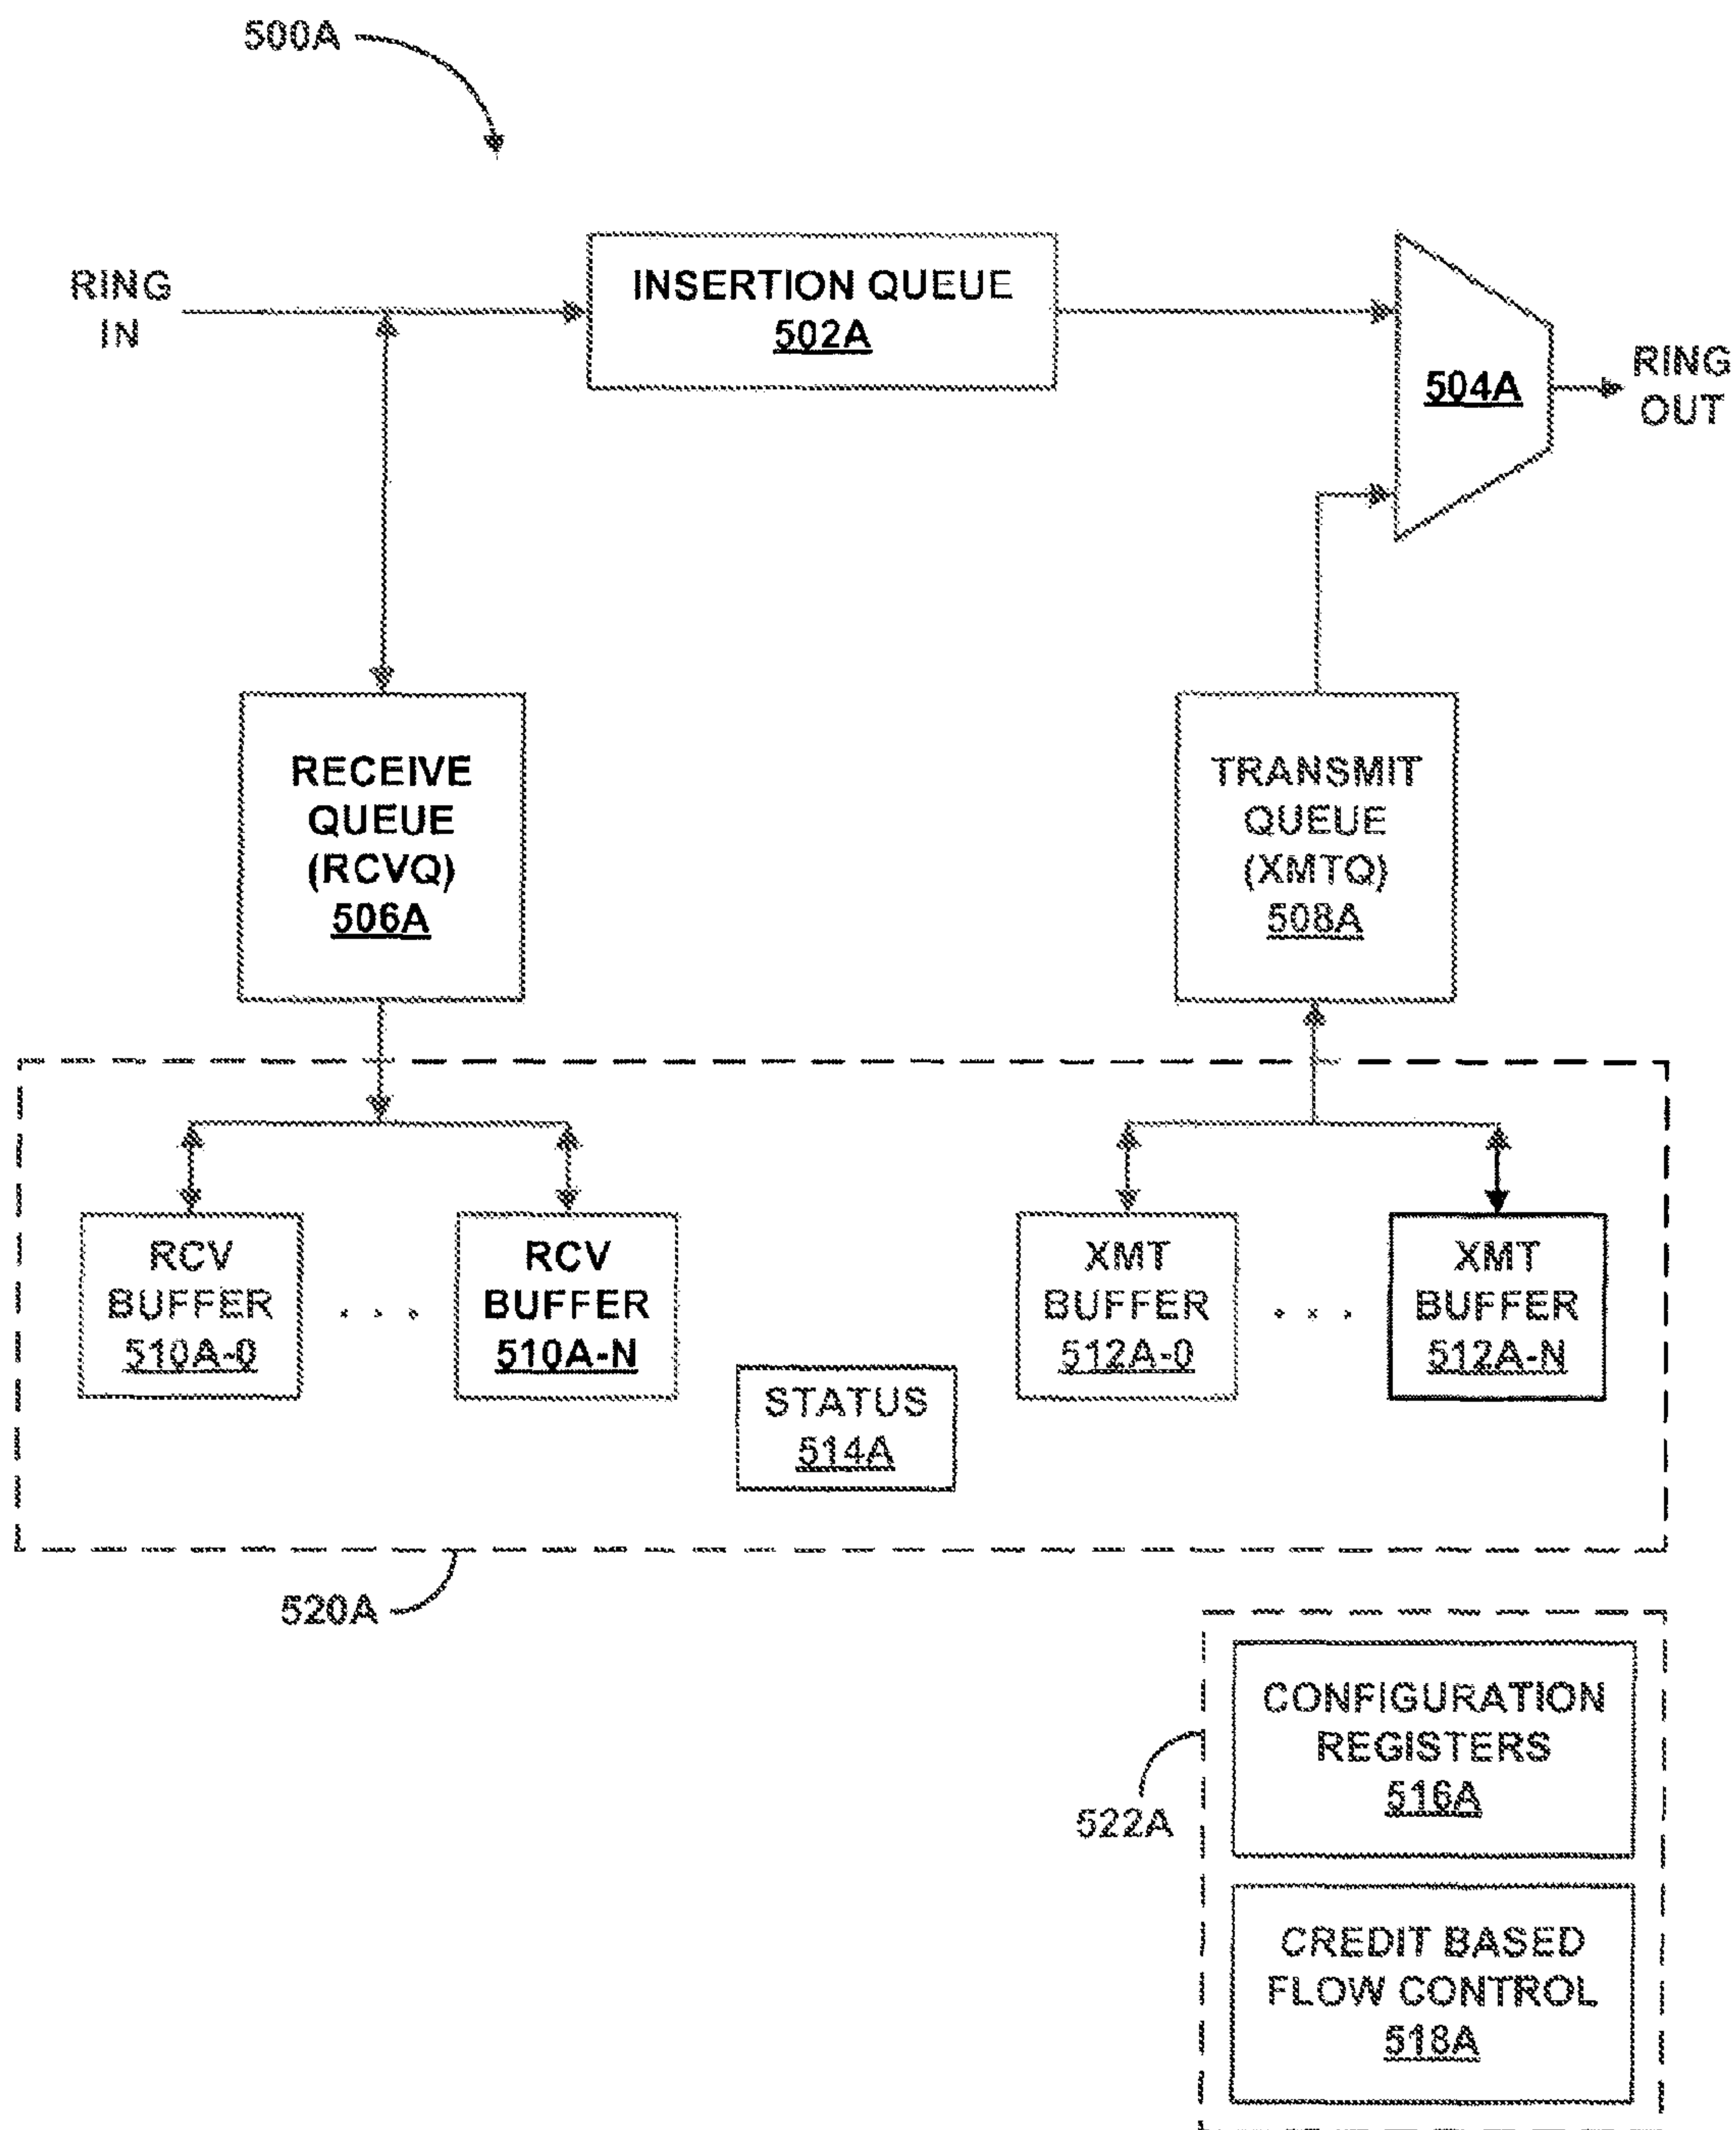 500A
RING
IN
INSERTION QUEUE
502A
504A
RING
OUT
RECEIVE
QUEUE
(RCVQ)
506A
TRANSMIT
QUEUE
(XMTQ)
508A
RCV
BUFFER
510A-0
. . .
RCV
BUFFER
510A-N
STATUS
514A
XMT
BUFFER
512A-0
. . .
XMT
BUFFER
512A-N
520A
522A
CONFIGURATION
REGISTERS
516A
CREDIT BASED
FLOW CONTROL
518A